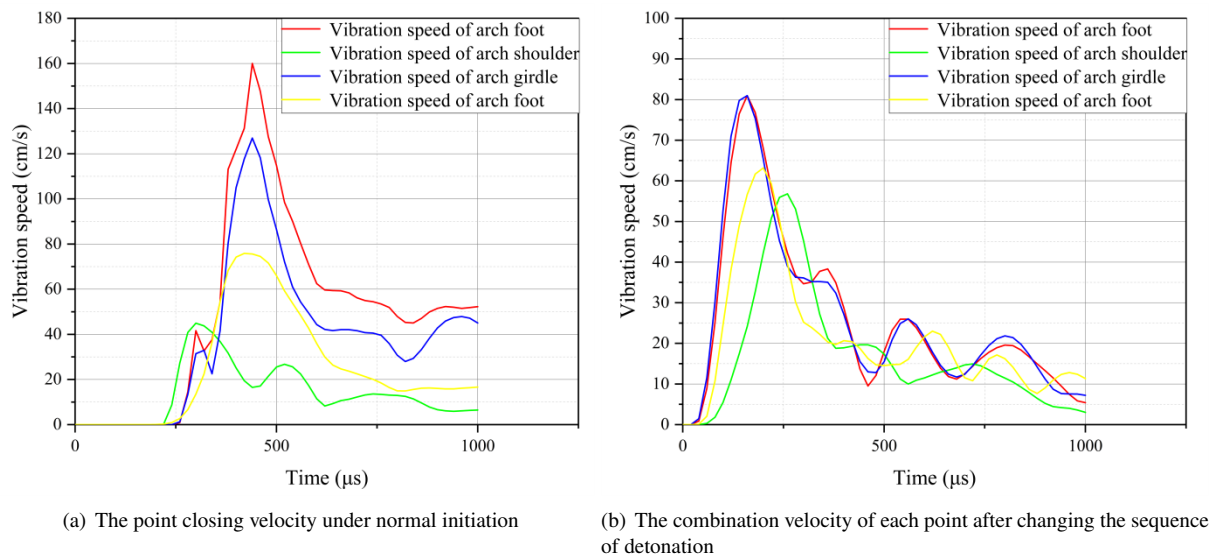 180
160
140
120
100
80
60
40
20
0
Vibration speed (cm/s)
Vibration speed of arch foot
Vibration speed of arch shoulder
Vibration speed of arch girdle
Vibration speed of arch foot
0
500
1000
Time (μs)
(a) The point closing velocity under normal initiation
100
90
80
70
60
50
40
30
20
10
0
Vibration speed (cm/s)
Vibration speed of arch foot
Vibration speed of arch shoulder
Vibration speed of arch girdle
Vibration speed of arch foot
0
500
1000
Time (μs)
(b) The combination velocity of each point after changing the sequence
of detonation